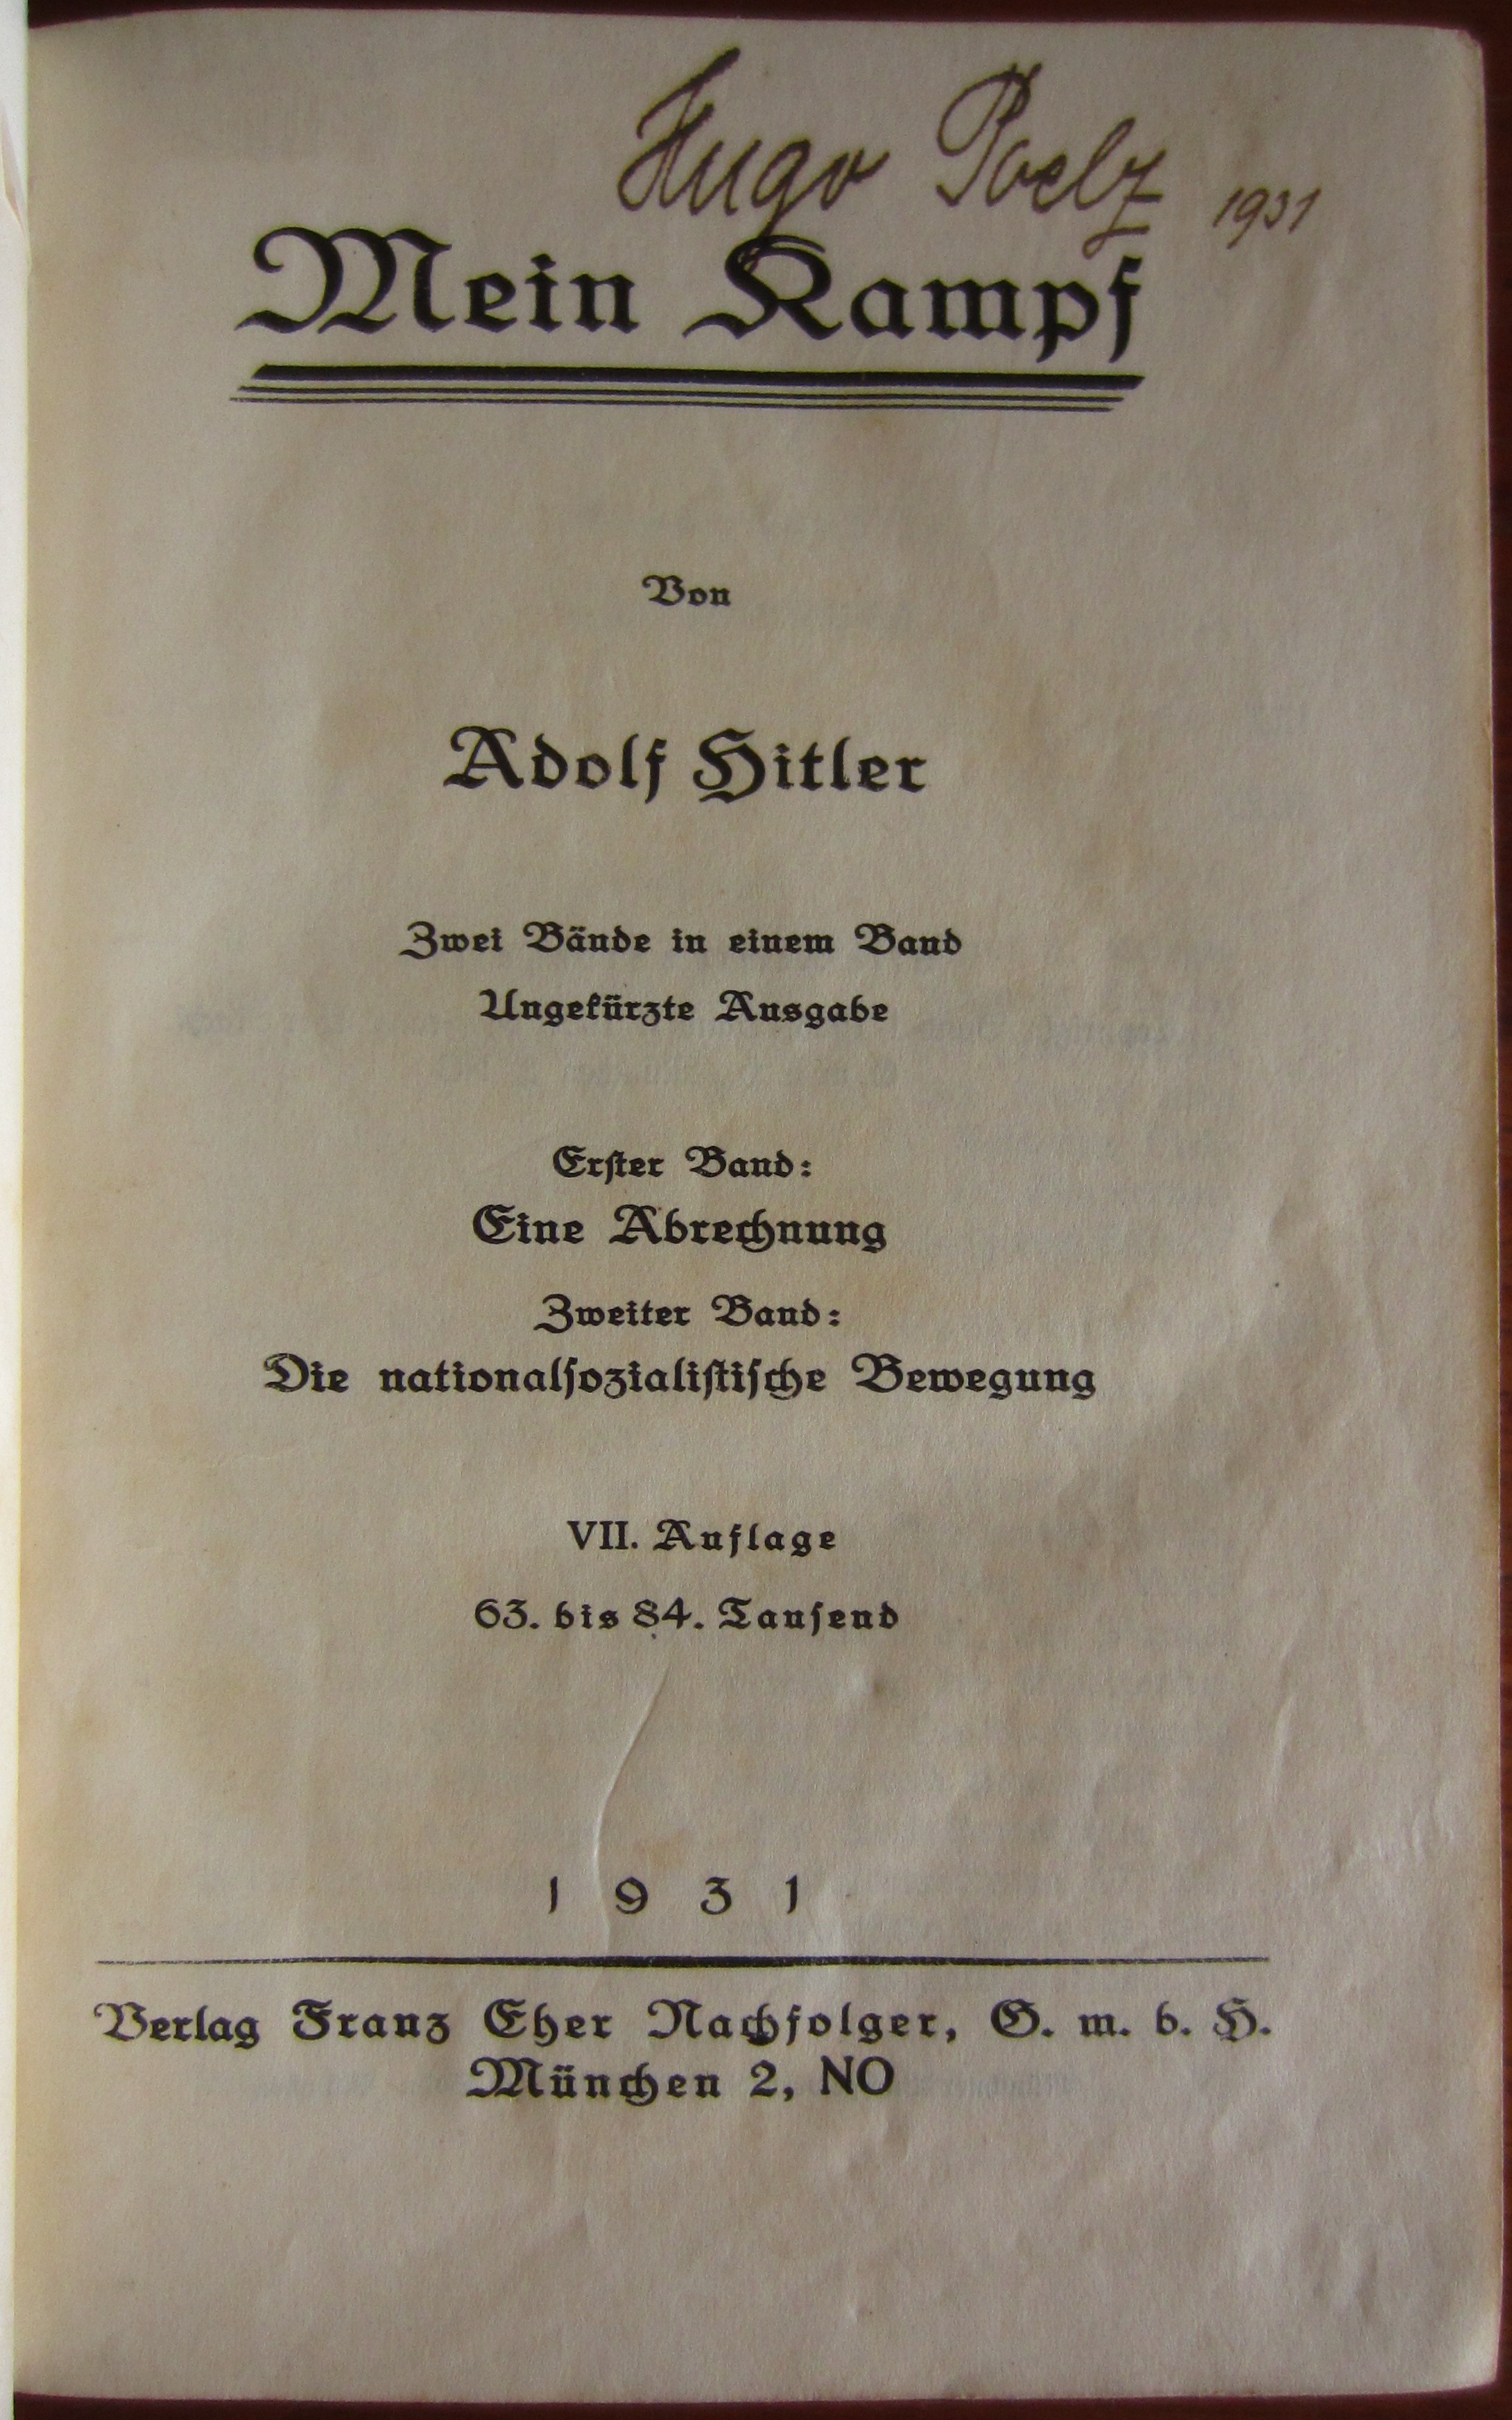 Hugo Poelz 1931
Mein Kampf
Von
Adolf Hitler
Zwei Bände in einem Band
Ungekürzte Ausgabe
Erster Band:
Eine Abrechnung
Zweiter Band:
Die nationalsozialistische Bewegung
VII. Auflage
63. bis 84. Tausend
1931
Verlag Franz Eher Nachfolger, G. m. b. H.
München 2, NO